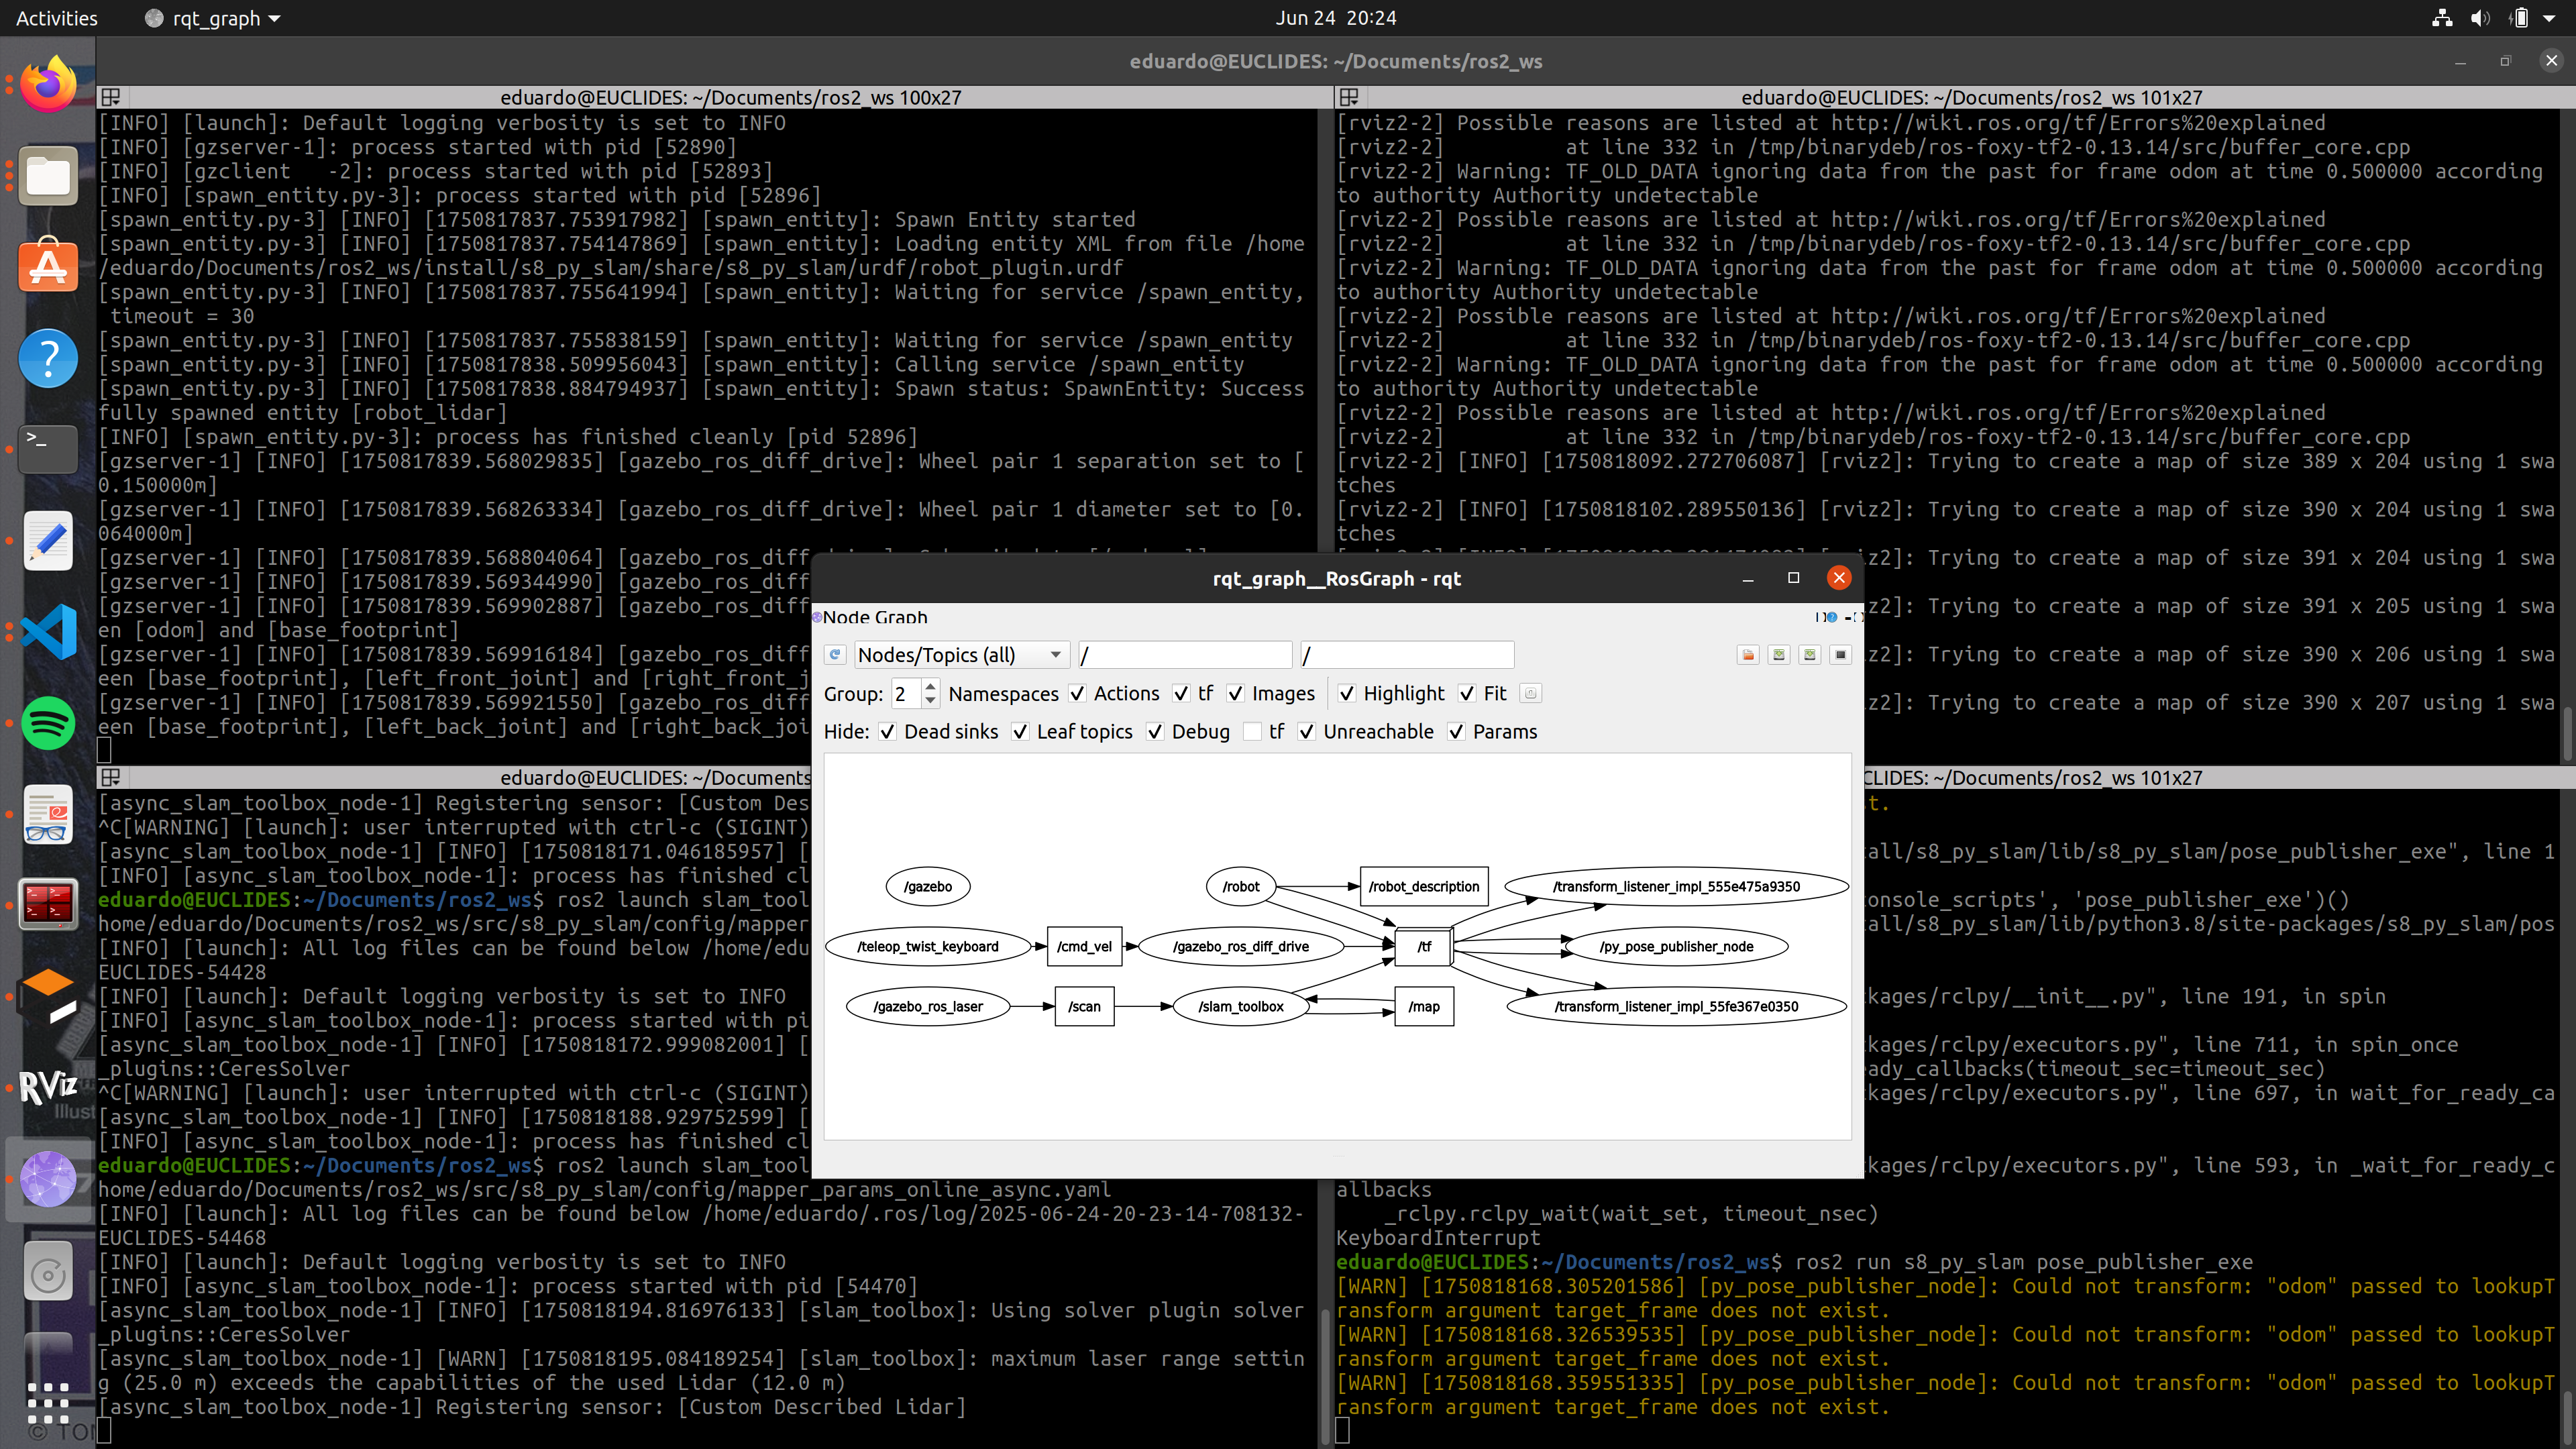 Activities
rqt_graph
Jun 24 20:24
eduardo@EUCLIDES: ~/Documents/ros2_ws
eduardo@EUCLIDES: ~/Documents/ros2_ws 100x27
[INFO] [launch]: Default logging verbosity is set to INFO
[INFO] [gzserver-1]: process started with pid [52890]
[INFO] [gzclient   -2]: process started with pid [52893]
[INFO] [spawn_entity.py-3]: process started with pid [52896]
[spawn_entity.py-3] [INFO] [1750817837.753917982] [spawn_entity]: Spawn Entity started
[spawn_entity.py-3] [INFO] [1750817837.754147869] [spawn_entity]: Loading entity XML from file /home
/eduardo/Documents/ros2_ws/install/s8_py_slam/share/s8_py_slam/urdf/robot_plugin.urdf
[spawn_entity.py-3] [INFO] [1750817837.755641994] [spawn_entity]: Waiting for service /spawn_entity,
timeout = 30
[spawn_entity.py-3] [INFO] [1750817837.755838159] [spawn_entity]: Waiting for service /spawn_entity
[spawn_entity.py-3] [INFO] [1750817838.509956043] [spawn_entity]: Calling service /spawn_entity
[spawn_entity.py-3] [INFO] [1750817838.884794937] [spawn_entity]: Spawn status: SpawnEntity: Success
fully spawned entity [robot_lidar]
[INFO] [spawn_entity.py-3]: process has finished cleanly [pid 52896]
[gzserver-1] [INFO] [1750817839.568029835] [gazebo_ros_diff_drive]: Wheel pair 1 separation set to [
0.150000m]
[gzserver-1] [INFO] [1750817839.568263334] [gazebo_ros_diff_drive]: Wheel pair 1 diameter set to [0.
064000m]
[gzserver-1] [INFO] [1750817839.568804064] [gazebo_ros_diff
[gzserver-1] [INFO] [1750817839.569344990] [gazebo_ros_diff
[gzserver-1] [INFO] [1750817839.569902887] [gazebo_ros_diff
en [odom] and [base_footprint]
[gzserver-1] [INFO] [1750817839.569916184] [gazebo_ros_diff
een [base_footprint], [left_front_joint] and [right_front_j
[gzserver-1] [INFO] [1750817839.569921550] [gazebo_ros_diff
een [base_footprint], [left_back_joint] and [right_back_joi
eduardo@EUCLIDES: ~/Documents/ros2_ws 101x27
[rviz2-2] Possible reasons are listed at http://wiki.ros.org/tf/Errors%20explained
[rviz2-2]          at line 332 in /tmp/binarydeb/ros-foxy-tf2-0.13.14/src/buffer_core.cpp
[rviz2-2] Warning: TF_OLD_DATA ignoring data from the past for frame odom at time 0.500000 according
to authority Authority undetectable
[rviz2-2] Possible reasons are listed at http://wiki.ros.org/tf/Errors%20explained
[rviz2-2]          at line 332 in /tmp/binarydeb/ros-foxy-tf2-0.13.14/src/buffer_core.cpp
[rviz2-2] Warning: TF_OLD_DATA ignoring data from the past for frame odom at time 0.500000 according
to authority Authority undetectable
[rviz2-2] Possible reasons are listed at http://wiki.ros.org/tf/Errors%20explained
[rviz2-2]          at line 332 in /tmp/binarydeb/ros-foxy-tf2-0.13.14/src/buffer_core.cpp
[rviz2-2] Warning: TF_OLD_DATA ignoring data from the past for frame odom at time 0.500000 according
to authority Authority undetectable
[rviz2-2] Possible reasons are listed at http://wiki.ros.org/tf/Errors%20explained
[rviz2-2]          at line 332 in /tmp/binarydeb/ros-foxy-tf2-0.13.14/src/buffer_core.cpp
[rviz2-2] [INFO] [1750818092.272706087] [rviz2]: Trying to create a map of size 389 x 204 using 1 swa
tches
[rviz2-2] [INFO] [1750818102.289550136] [rviz2]: Trying to create a map of size 390 x 204 using 1 swa
tches
z2]: Trying to create a map of size 391 x 204 using 1 swa
z2]: Trying to create a map of size 391 x 205 using 1 swa
z2]: Trying to create a map of size 390 x 206 using 1 swa
z2]: Trying to create a map of size 390 x 207 using 1 swa
rqt_graph__RosGraph - rqt
Node Graph
Nodes/Topics (all)
/
/
Group: 2 Namespaces Actions tf Images Highlight Fit
Hide: Dead sinks Leaf topics Debug tf Unreachable Params
/gazebo
/robot
/robot_description
/transform_listener_impl_555e475a9350
/teleop_twist_keyboard
/cmd_vel
/gazebo_ros_diff_drive
/tf
/py_pose_publisher_node
/gazebo_ros_laser
/scan
/slam_toolbox
/map
/transform_listener_impl_55fe367e0350
eduardo@EUCLIDES: ~/Documents
[async_slam_toolbox_node-1] Registering sensor: [Custom Des
^C[WARNING] [launch]: user interrupted with ctrl-c (SIGINT)
[async_slam_toolbox_node-1] [INFO] [1750818171.046185957] [
[INFO] [async_slam_toolbox_node-1]: process has finished cl
eduardo@EUCLIDES:~/Documents/ros2_ws$ ros2 launch slam_tool
home/eduardo/Documents/ros2_ws/src/s8_py_slam/config/mapper
[INFO] [launch]: All log files can be found below /home/edu
EUCLIDES-54428
[INFO] [launch]: Default logging verbosity is set to INFO
[INFO] [async_slam_toolbox_node-1]: process started with pi
[async_slam_toolbox_node-1] [INFO] [1750818172.999082001] [
_plugins::CeresSolver
^C[WARNING] [launch]: user interrupted with ctrl-c (SIGINT)
[async_slam_toolbox_node-1] [INFO] [1750818188.929752599] [
[INFO] [async_slam_toolbox_node-1]: process has finished cl
eduardo@EUCLIDES:~/Documents/ros2_ws$ ros2 launch slam_tool
home/eduardo/Documents/ros2_ws/src/s8_py_slam/config/mapper_params_online_async.yaml
[INFO] [launch]: All log files can be found below /home/eduardo/.ros/log/2025-06-24-20-23-14-708132-
EUCLIDES-54468
[INFO] [launch]: Default logging verbosity is set to INFO
[INFO] [async_slam_toolbox_node-1]: process started with pid [54470]
[async_slam_toolbox_node-1] [INFO] [1750818194.816976133] [slam_toolbox]: Using solver plugin solver
_plugins::CeresSolver
[async_slam_toolbox_node-1] [WARN] [1750818195.084189254] [slam_toolbox]: maximum laser range settin
g (25.0 m) exceeds the capabilities of the used Lidar (12.0 m)
[async_slam_toolbox_node-1] Registering sensor: [Custom Described Lidar]
CLIDES: ~/Documents/ros2_ws 101x27
t.
all/s8_py_slam/lib/s8_py_slam/pose_publisher_exe", line 1
onsole_scripts', 'pose_publisher_exe')()
all/s8_py_slam/lib/python3.8/site-packages/s8_py_slam/pos
kages/rclpy/__init__.py", line 191, in spin
kages/rclpy/executors.py", line 711, in spin_once
ady_callbacks(timeout_sec=timeout_sec)
kages/rclpy/executors.py", line 697, in wait_for_ready_ca
kages/rclpy/executors.py", line 593, in _wait_for_ready_c
allbacks
_rclpy.rclpy_wait(wait_set, timeout_nsec)
KeyboardInterrupt
eduardo@EUCLIDES:~/Documents/ros2_ws$ ros2 run s8_py_slam pose_publisher_exe
[WARN] [1750818168.305201586] [py_pose_publisher_node]: Could not transform: "odom" passed to lookupT
ransform argument target_frame does not exist.
[WARN] [1750818168.326539535] [py_pose_publisher_node]: Could not transform: "odom" passed to lookupT
ransform argument target_frame does not exist.
[WARN] [1750818168.359551335] [py_pose_publisher_node]: Could not transform: "odom" passed to lookupT
ransform argument target_frame does not exist.
RViz